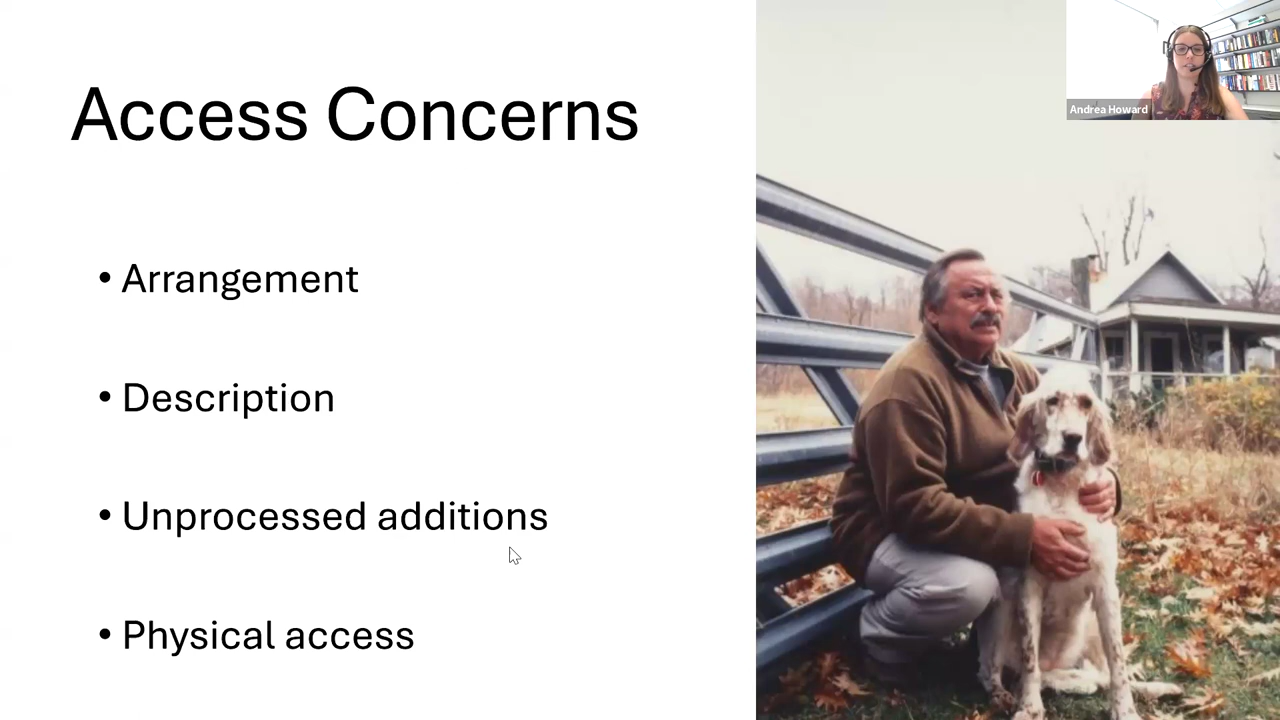 Access Concerns
• Arrangement
• Description
• Unprocessed additions
• Physical access
Andrea Howard